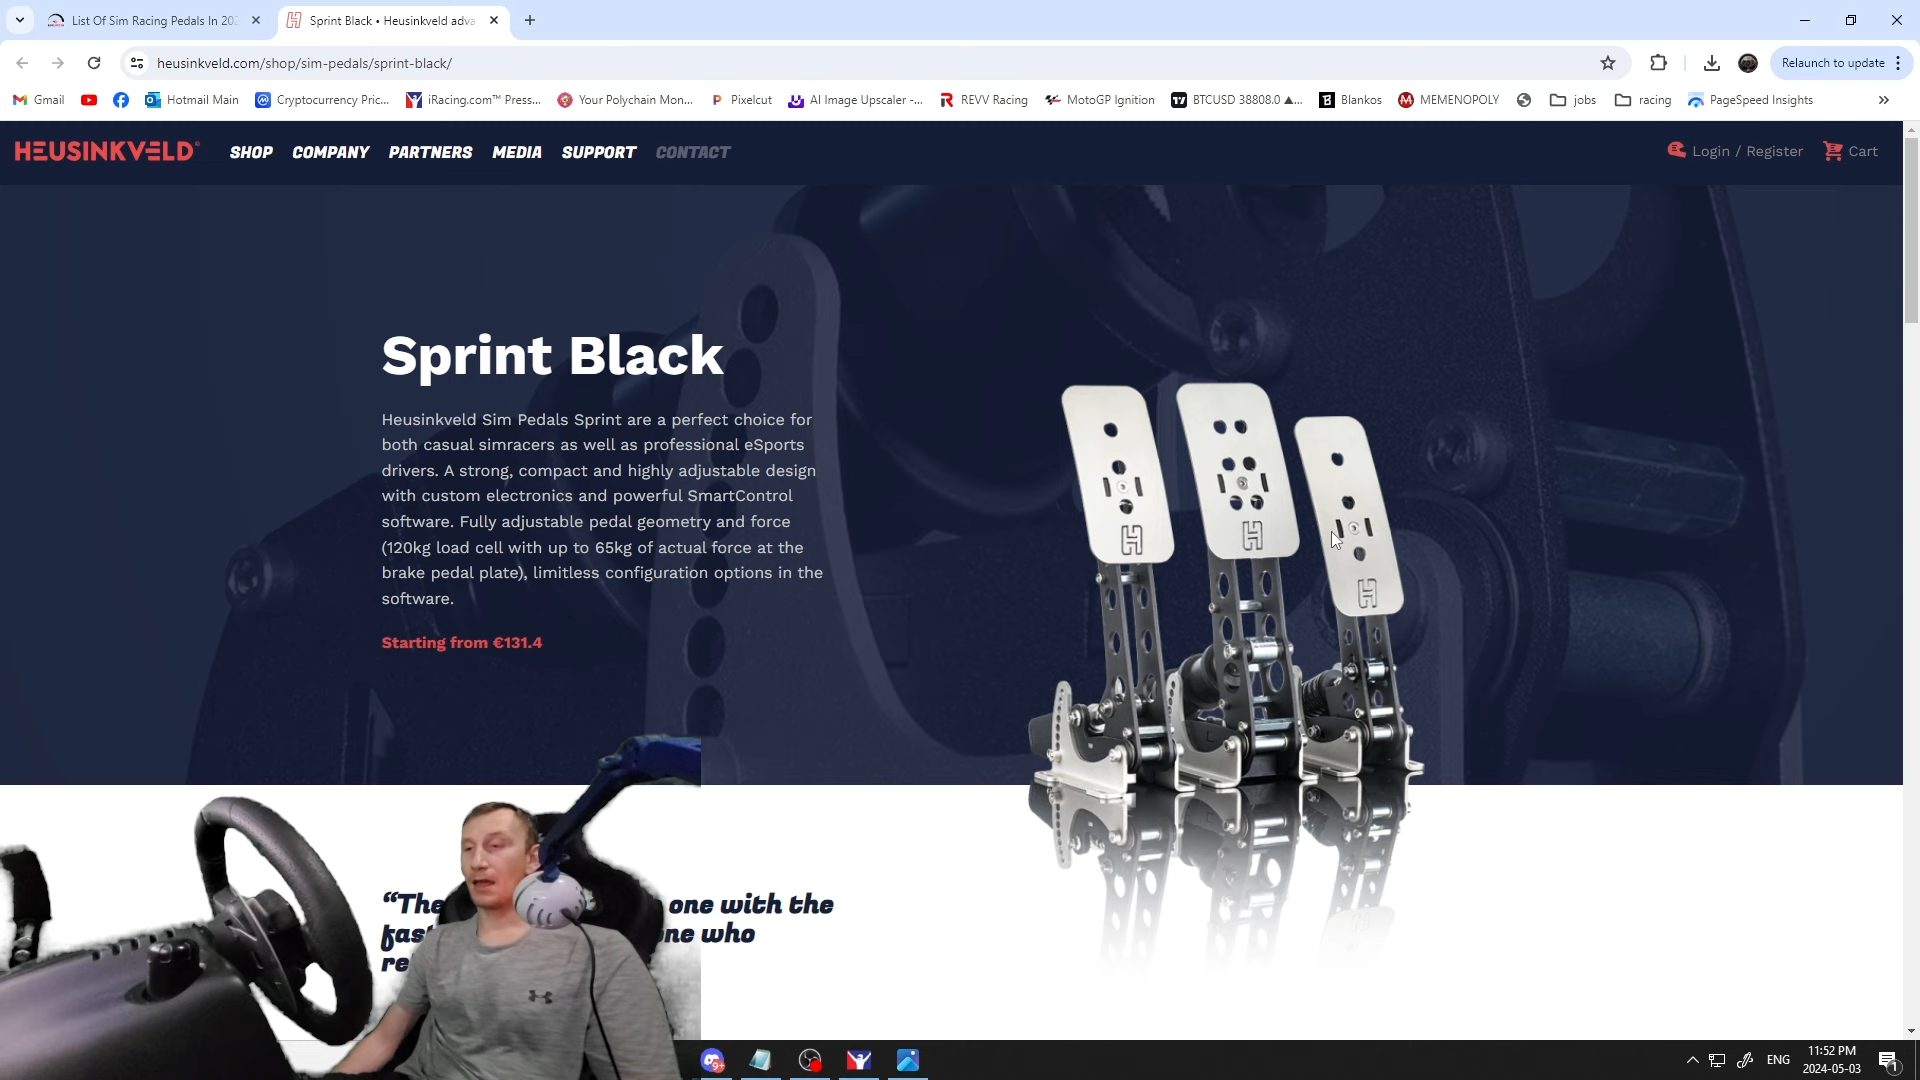 List Of Sim Racing Pedals In 202
Sprint Black • Heusinkveld adva
heusinkveld.com/shop/sim-pedals/sprint-black/
Relaunch to update
Gmail
Hotmail Main
Cryptocurrency Pric...
iRacing.com™ Press...
Your Polychain Mon...
Pixelcut
AI Image Upscaler -...
REVV Racing
MotoGP Ignition
BTCUSD 38808.0 ▲...
Blankos
MEMENOPOLY
jobs
racing
PageSpeed Insights
HEUSINKVELD
SHOP COMPANY PARTNERS MEDIA SUPPORT CONTACT
Login / Register
Cart
Sprint Black
Heusinkveld Sim Pedals Sprint are a perfect choice for
both casual simracers as well as professional eSports
drivers. A strong, compact and highly adjustable design
with custom electronics and powerful SmartControl
software. Fully adjustable pedal geometry and force
(120kg load cell with up to 65kg of actual force at the
brake pedal plate), limitless configuration options in the
software.
Starting from €131.4
“The one with the
fas ne who
re
9+
ENG
11:52 PM
2024-05-03
1